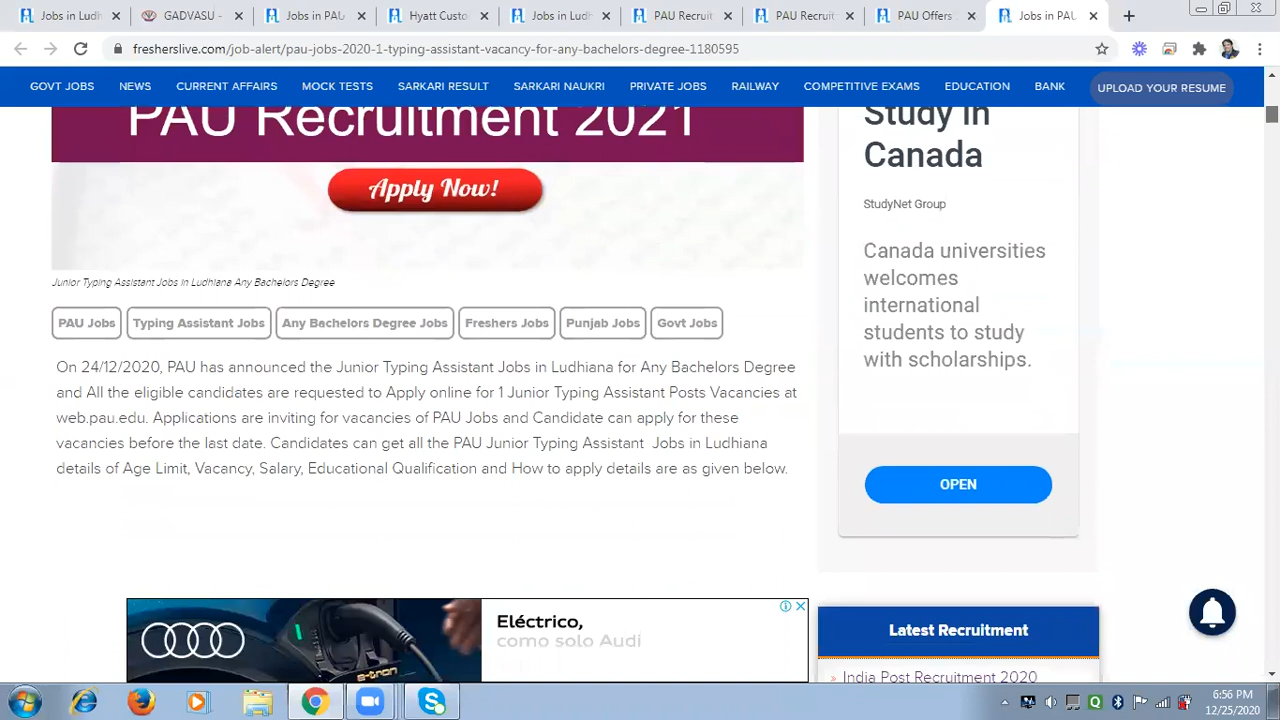 Jobs in Ludh
GADVASU -
Jobs in PAU
Hyatt Custo
Jobs in Ludh
PAU Recruit
PAU Recruit
PAU Offers
Jobs in PAU
fresherslive.com/job-alert/pau-jobs-2020-1-typing-assistant-vacancy-for-any-bachelors-degree-1180595
GOVT JOBS
NEWS
CURRENT AFFAIRS
MOCK TESTS
SARKARI RESULT
SARKARI NAUKRI
PRIVATE JOBS
RAILWAY
COMPETITIVE EXAMS
EDUCATION
BANK
UPLOAD YOUR RESUME
PAU Recruitment 2021
Apply Now!
Junior Typing Assistant Jobs in Ludhiana Any Bachelors Degree
PAU Jobs
Typing Assistant Jobs
Any Bachelors Degree Jobs
Freshers Jobs
Punjab Jobs
Govt Jobs
On 24/12/2020, PAU has announced the Junior Typing Assistant Jobs in Ludhiana for Any Bachelors Degree
and All the eligible candidates are requested to Apply online for 1 Junior Typing Assistant Posts Vacancies at
web.pau.edu. Applications are inviting for vacancies of PAU Jobs and Candidate can apply for these
vacancies before the last date. Candidates can get all the PAU Junior Typing Assistant Jobs in Ludhiana
details of Age Limit, Vacancy, Salary, Educational Qualification and How to apply details are as given below.
Study in
Canada
StudyNet Group
Canada universities
welcomes
international
students to study
with scholarships.
OPEN
e-tron
Eléctrico,
como solo Audi
Latest Recruitment
» India Post Recruitment 2020
6:56 PM
12/25/2020